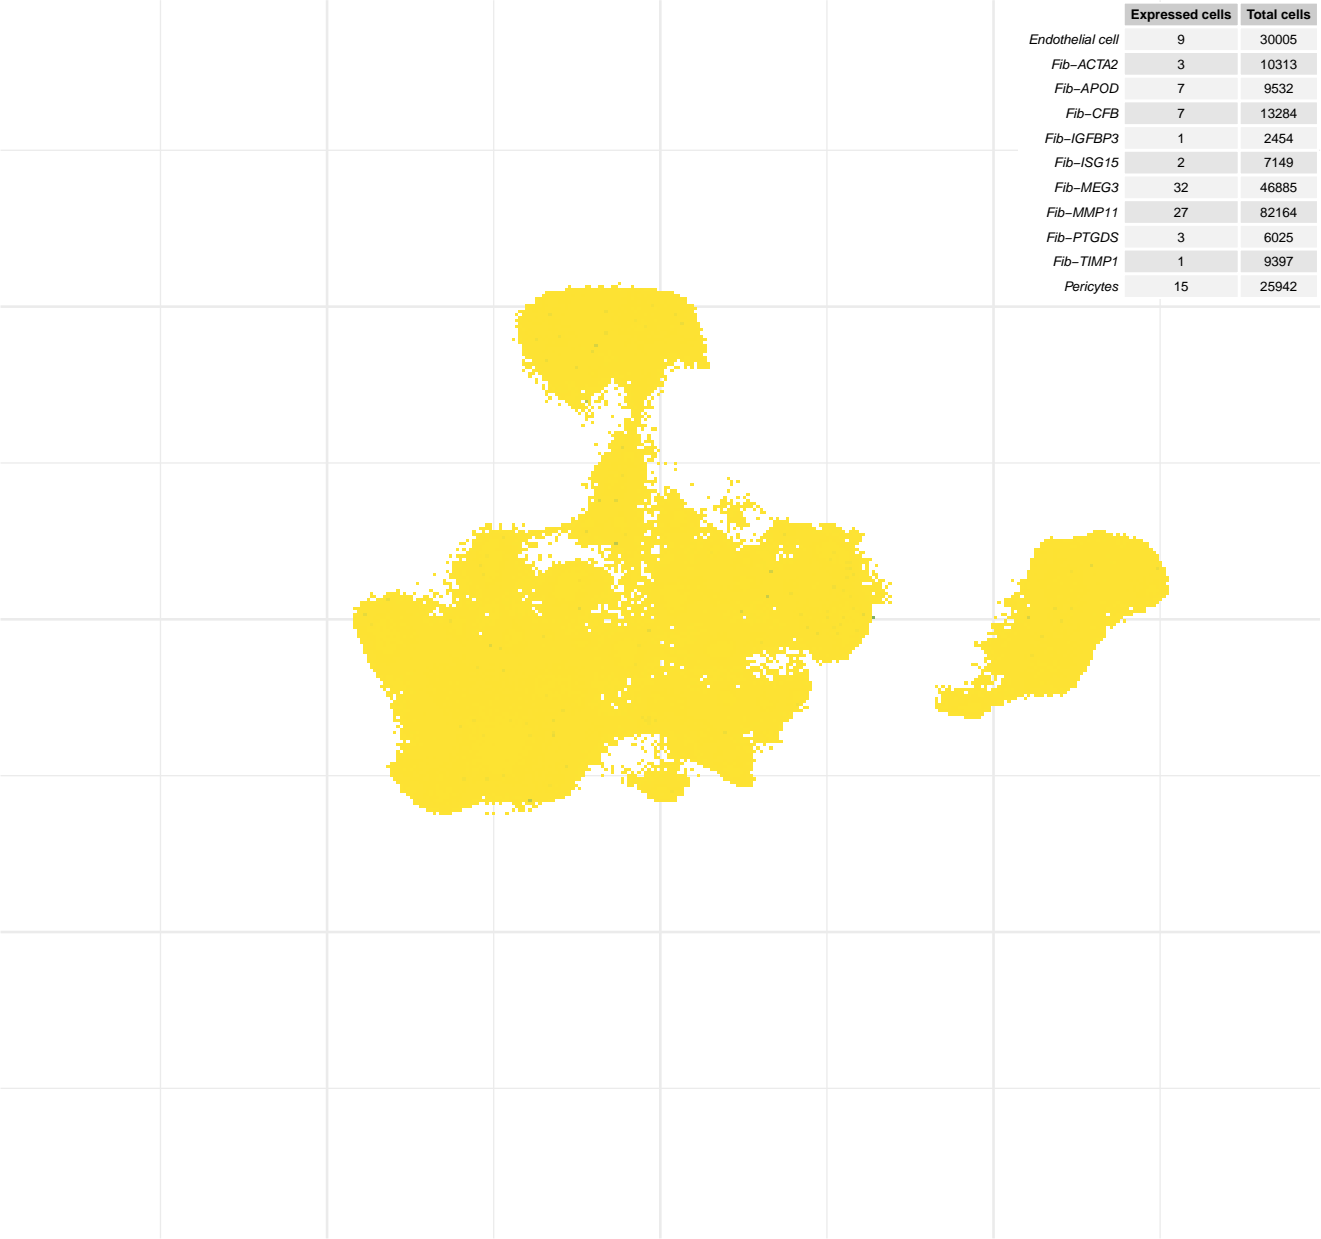 Expressed cells Total cells
Endothelial cell 9 30005
Fib−ACTA2 3 10313
Fib−APOD 7 9532
Fib−CFB 7 13284
Fib−IGFBP3 1 2454
Fib−ISG15 2 7149
Fib−MEG3 32 46885
Fib−MMP11 27 82164
Fib−PTGDS 3 6025
Fib−TIMP1 1 9397
Pericytes 15 25942